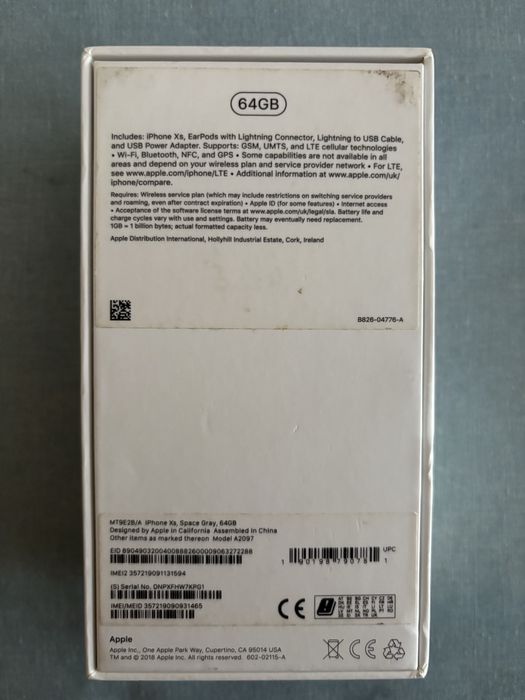 64GB
Includes: iPhone Xs, EarPods with Lightning Connector, Lightning to USB Cable,
and USB Power Adapter. Supports: GSM, UMTS, and LTE cellular technologies
• Wi-Fi, Bluetooth, NFC, and GPS • Some capabilities are not available in all
areas and depend on your wireless plan and service provider network • For LTE,
see www.apple.com/iphone/LTE • Additional information at www.apple.com/uk/
iphone/compare.
Requires: Wireless service plan (which may include restrictions on switching service providers
and roaming, even after contract expiration) • Apple ID (for some features) • Internet access
• Acceptance of the software license terms at www.apple.com/uk/legal/sla. Battery life and
charge cycles vary with use and settings. Battery may eventually need replacement.
1GB = 1 billion bytes; actual formatted capacity less.
Apple Distribution International, Hollyhill Industrial Estate, Cork, Ireland
B826-04776-A
MT9E2B/A iPhone Xs, Space Gray, 64GB
Designed by Apple in California Assembled in China
Other items as marked thereon Model A2097
EID 89049032004008882600009063272288
UPC
1 90198 79078 1
IMEI2 357219091131594
(S) Serial No. DNPXFHW7KPG1
IMEI/MEID 357219090931465
CE
Apple
Apple Inc., One Apple Park Way, Cupertino, CA 95014 USA
TM and © 2018 Apple Inc. All rights reserved. 602-02115-A
CE